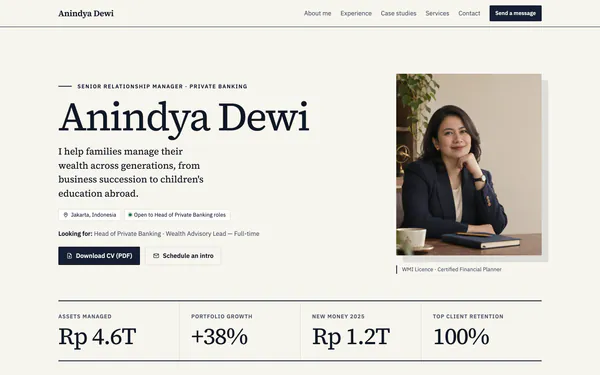 Anindya Dewi
About me
Experience
Case studies
Services
Contact
Send a message
SENIOR RELATIONSHIP MANAGER · PRIVATE BANKING
Anindya Dewi
I help families manage their
wealth across generations, from
business succession to children's
education abroad.
Jakarta, Indonesia
Open to Head of Private Banking roles
Looking for: Head of Private Banking · Wealth Advisory Lead — Full-time
Download CV (PDF)
Schedule an intro
WMI Licence · Certified Financial Planner
ASSETS MANAGED
Rp 4.6T
PORTFOLIO GROWTH
+38%
NEW MONEY 2025
Rp 1.2T
TOP CLIENT RETENTION
100%